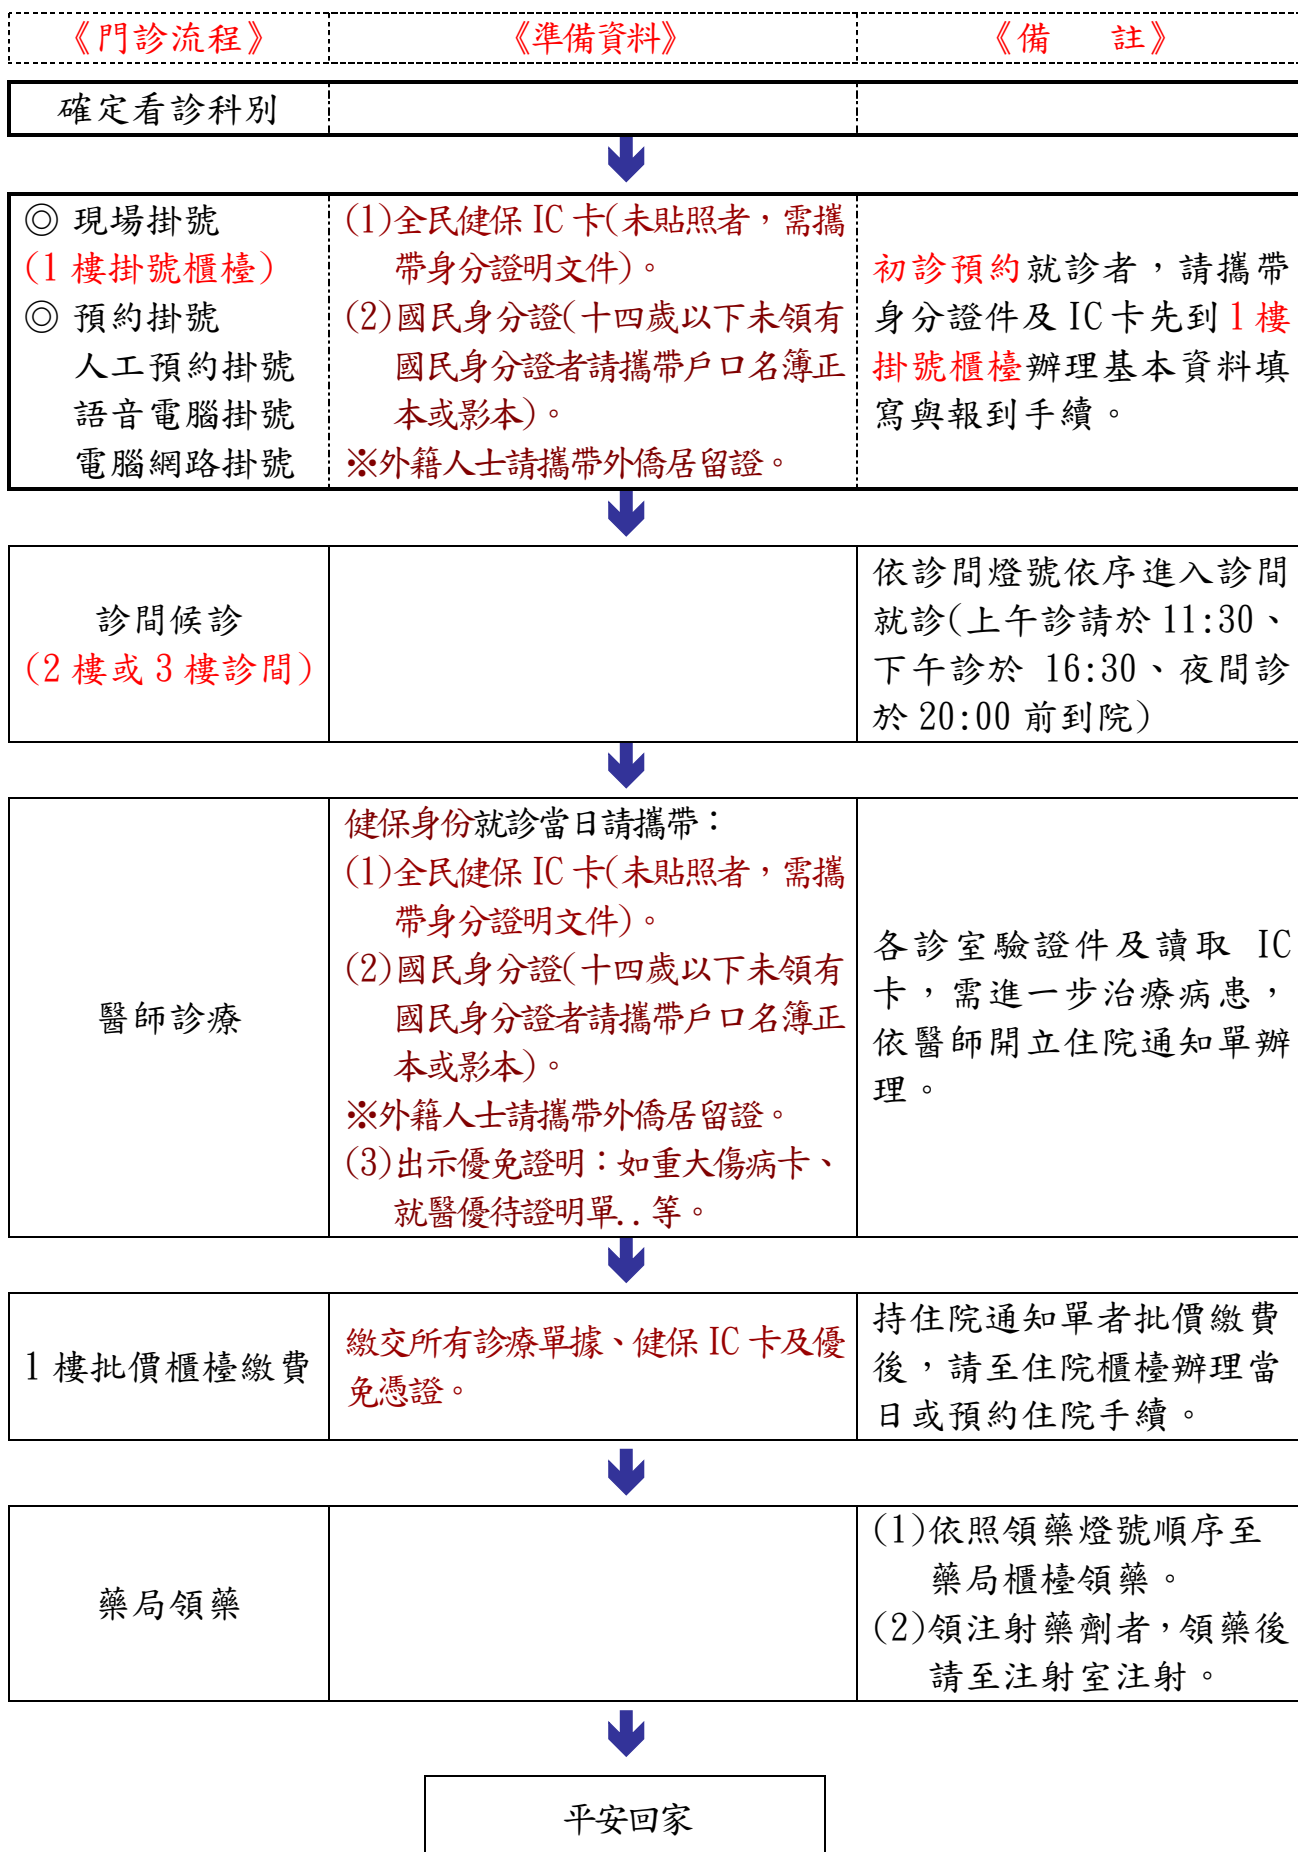 《門診流程》 《準備資料》 《備 註》
確定看診科別
◎ 現場掛號
(1 樓掛號櫃檯)
◎ 預約掛號
人工預約掛號
語音電腦掛號
電腦網路掛號
(1)全民健保 IC 卡(未貼照者，需攜
帶身分證明文件)。
(2)國民身分證(十四歲以下未領有
國民身分證者請攜帶戶口名簿正
本或影本)。
※外籍人士請攜帶外僑居留證。
初診預約就診者，請攜帶
身分證件及 IC 卡先到 1 樓
掛號櫃檯辦理基本資料填
寫與報到手續。
診間候診
(2 樓或 3 樓診間)
依診間燈號依序進入診間
就診(上午診請於 11:30、
下午診於 16:30、夜間診
於 20:00 前到院)
醫師診療
健保身份就診當日請攜帶：
(1)全民健保 IC 卡(未貼照者，需攜
帶身分證明文件)。
(2)國民身分證(十四歲以下未領有
國民身分證者請攜帶戶口名簿正
本或影本)。
※外籍人士請攜帶外僑居留證。
(3)出示優免證明：如重大傷病卡、
就醫優待證明單..等。
各診室驗證件及讀取 IC
卡，需進一步治療病患，
依醫師開立住院通知單辦
理。
1 樓批價櫃檯繳費
繳交所有診療單據、健保 IC 卡及優
免憑證。
持住院通知單者批價繳費
後，請至住院櫃檯辦理當
日或預約住院手續。
藥局領藥
(1)依照領藥燈號順序至
藥局櫃檯領藥。
(2)領注射藥劑者，領藥後
請至注射室注射。
平安回家